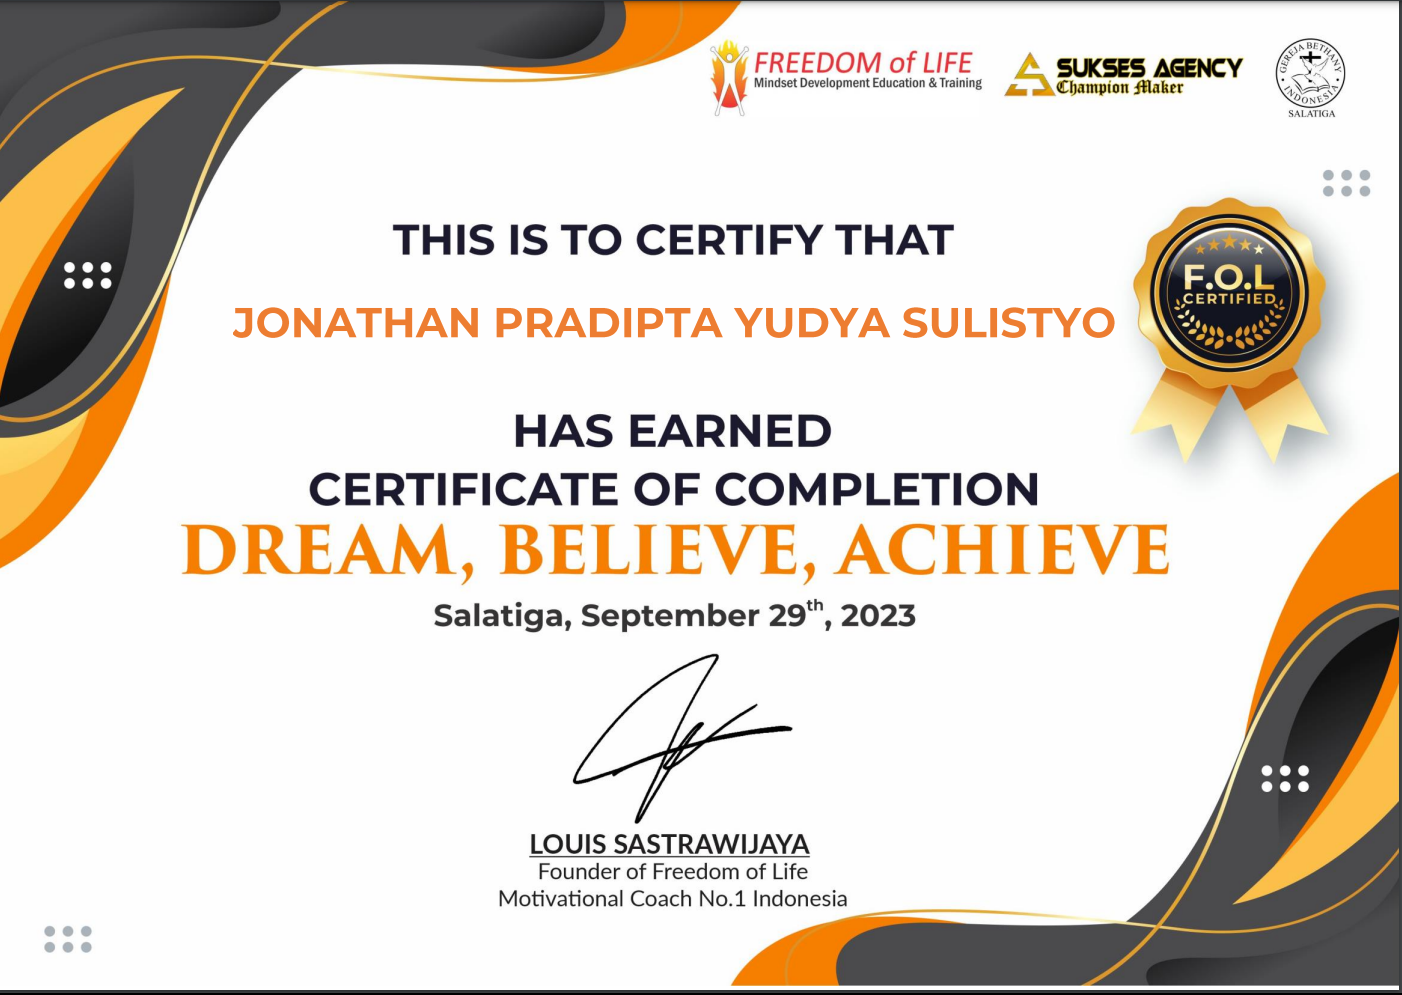 FREEDOM of LIFE
Mindset Development Education & Training
SUKSES AGENCY
Champion Maker
GEREJA BETHANY
INDONESIA
SALATIGA
THIS IS TO CERTIFY THAT
JONATHAN PRADIPTA YUDYA SULISTYO
F.O.L
CERTIFIED
HAS EARNED
CERTIFICATE OF COMPLETION
DREAM, BELIEVE, ACHIEVE
Salatiga, September 29th, 2023
LOUIS SASTRAWIJAYA
Founder of Freedom of Life
Motivational Coach No.1 Indonesia